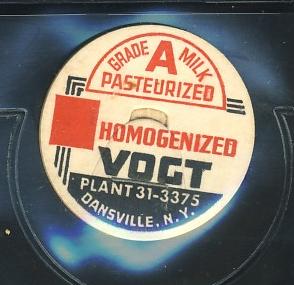 GRADE A MILK
PASTEURIZED
HOMOGENIZED
VOGT
PLANT 31-3375
DANSVILLE, N.Y.